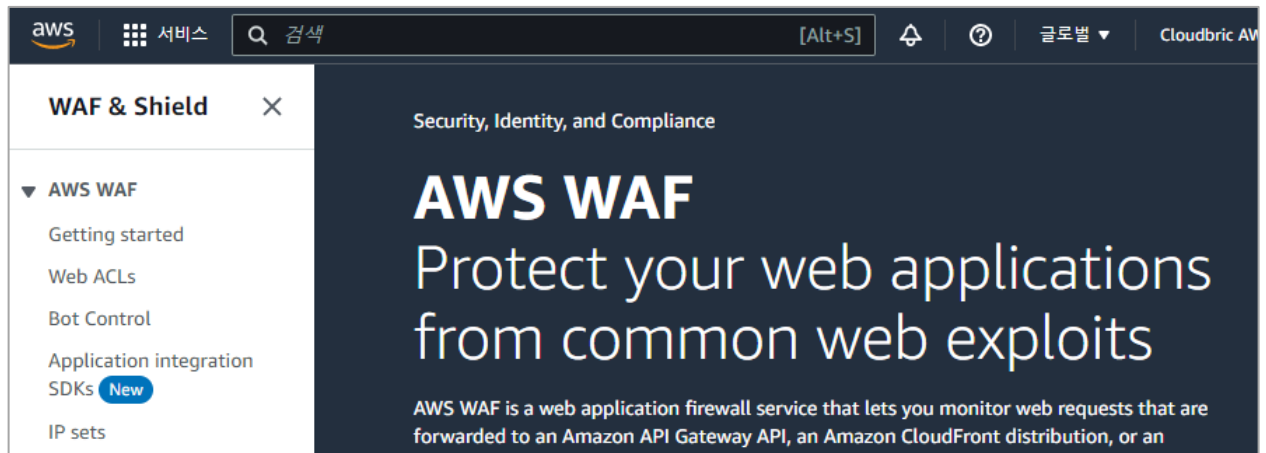 aws 서비스 검색 [Alt+S] 글로벌 ▼ Cloudbric AW
WAF & Shield
Security, Identity, and Compliance
AWS WAF
Getting started
Web ACLs
Bot Control
Application integration
SDKs New
IP sets
AWS WAF
Protect your web applications
from common web exploits
AWS WAF is a web application firewall service that lets you monitor web requests that are
forwarded to an Amazon API Gateway API, an Amazon CloudFront distribution, or an